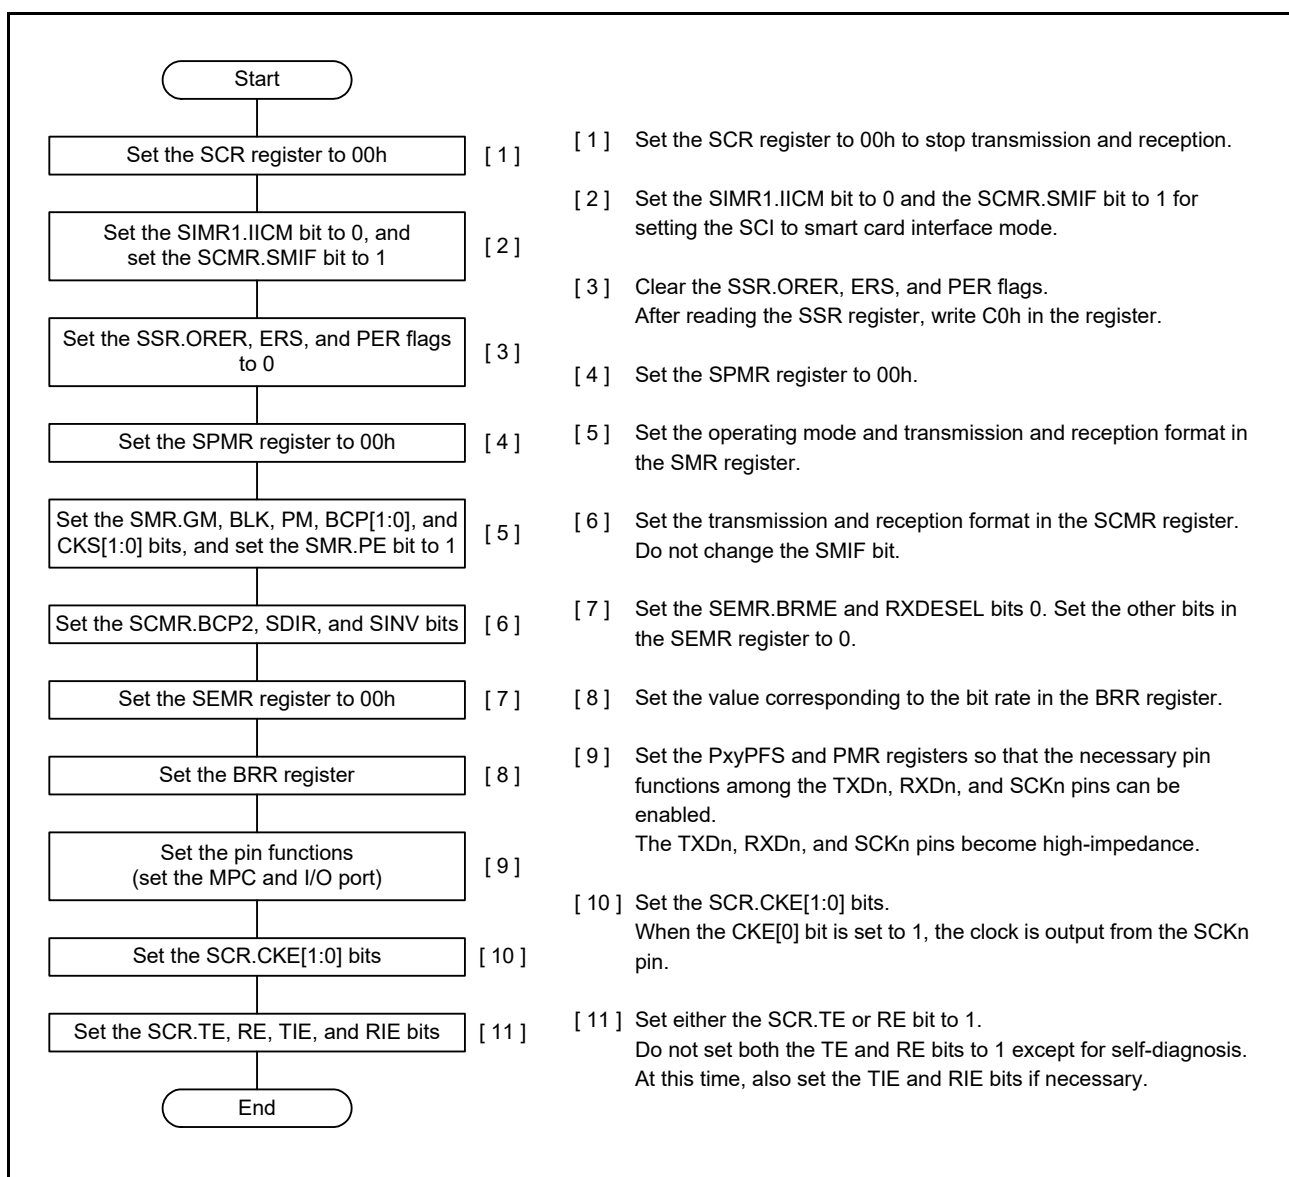 Start
Set the SCR register to 00h [ 1 ]
Set the SIMR1.IICM bit to 0, and
set the SCMR.SMIF bit to 1 [ 2 ]
Set the SSR.ORER, ERS, and PER flags
to 0 [ 3 ]
Set the SPMR register to 00h [ 4 ]
Set the SMR.GM, BLK, PM, BCP[1:0], and
CKS[1:0] bits, and set the SMR.PE bit to 1 [ 5 ]
Set the SCMR.BCP2, SDIR, and SINV bits [ 6 ]
Set the SEMR register to 00h [ 7 ]
Set the BRR register [ 8 ]
Set the pin functions
(set the MPC and I/O port) [ 9 ]
Set the SCR.CKE[1:0] bits [ 10 ]
Set the SCR.TE, RE, TIE, and RIE bits [ 11 ]
End
[ 1 ] Set the SCR register to 00h to stop transmission and reception.
[ 2 ] Set the SIMR1.IICM bit to 0 and the SCMR.SMIF bit to 1 for
setting the SCI to smart card interface mode.
[ 3 ] Clear the SSR.ORER, ERS, and PER flags.
After reading the SSR register, write C0h in the register.
[ 4 ] Set the SPMR register to 00h.
[ 5 ] Set the operating mode and transmission and reception format in
the SMR register.
[ 6 ] Set the transmission and reception format in the SCMR register.
Do not change the SMIF bit.
[ 7 ] Set the SEMR.BRME and RXDESEL bits 0. Set the other bits in
the SEMR register to 0.
[ 8 ] Set the value corresponding to the bit rate in the BRR register.
[ 9 ] Set the PxyPFS and PMR registers so that the necessary pin
functions among the TXDn, RXDn, and SCKn pins can be
enabled.
The TXDn, RXDn, and SCKn pins become high-impedance.
[ 10 ] Set the SCR.CKE[1:0] bits.
When the CKE[0] bit is set to 1, the clock is output from the SCKn
pin.
[ 11 ] Set either the SCR.TE or RE bit to 1.
Do not set both the TE and RE bits to 1 except for self-diagnosis.
At this time, also set the TIE and RIE bits if necessary.